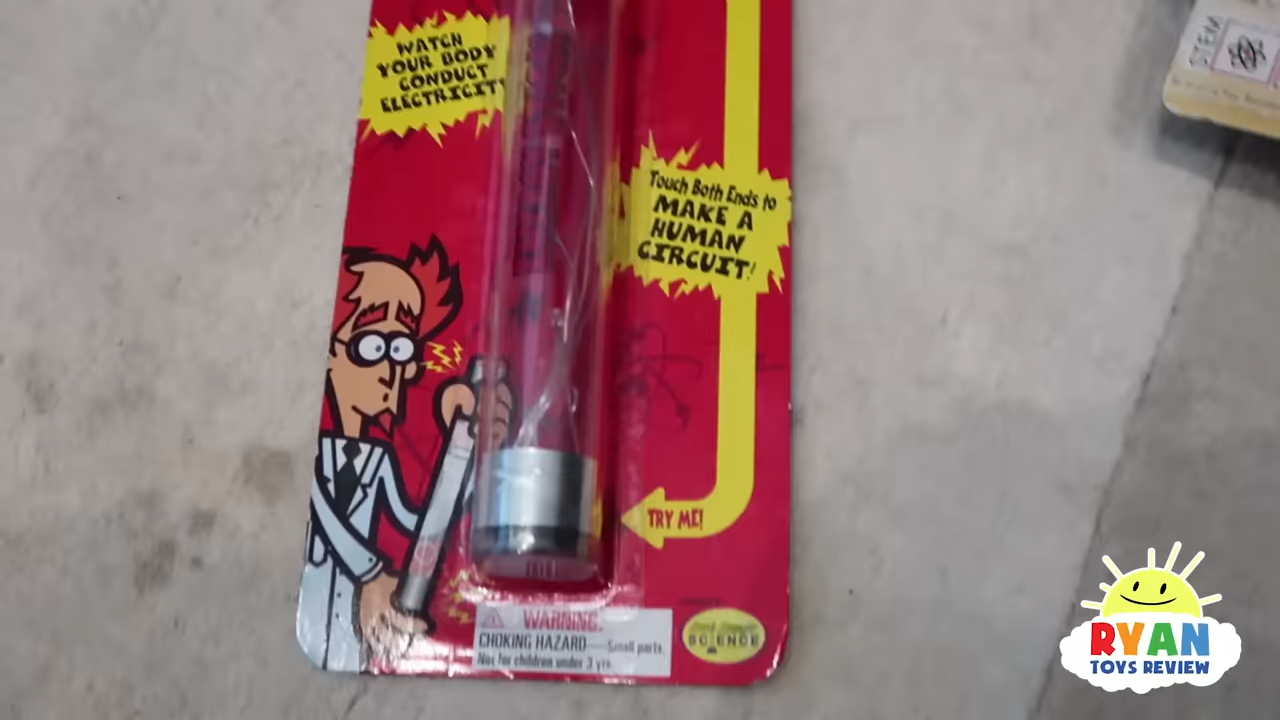 WATCH
YOUR BODY
CONDUCT
ELECTRICITY
STEM
Touch Both Ends to
MAKE A
HUMAN
CIRCUIT!
TRY ME!
WARNING:
CHOKING HAZARD—Small parts.
Not for children under 3 yrs.
SCIENCE
RYAN
TOYS REVIEW